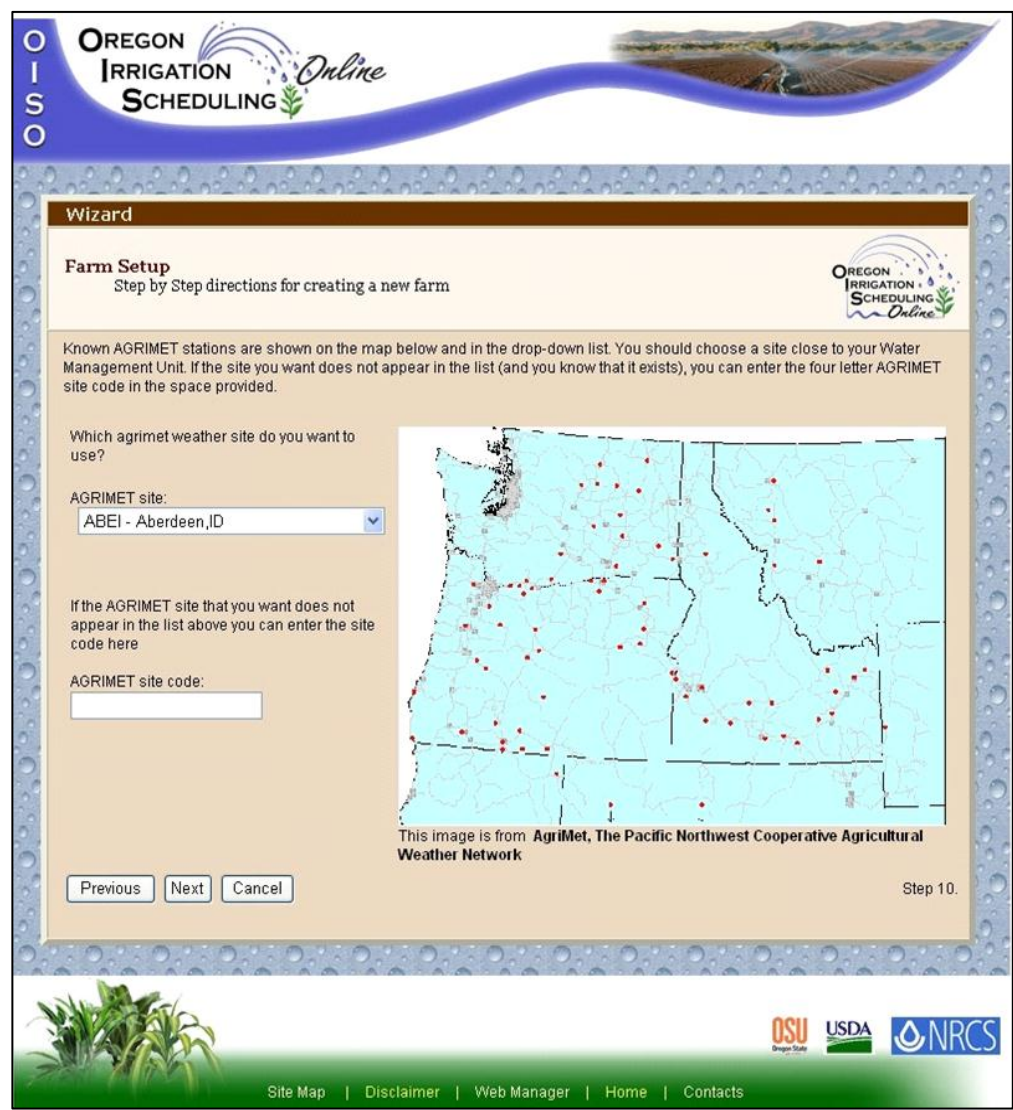 O
I
S
O
OREGON
IRRIGATION
SCHEDULING
Online
Wizard
Farm Setup
Step by Step directions for creating a new farm
OREGON
IRRIGATION
SCHEDULING
Online
Known AGRIMET stations are shown on the map below and in the drop-down list. You should choose a site close to your Water
Management Unit. If the site you want does not appear in the list (and you know that it exists), you can enter the four letter AGRIMET
site code in the space provided.
Which agrimet weather site do you want to
use?
AGRIMET site:
ABEI - Aberdeen,ID
If the AGRIMET site that you want does not
appear in the list above you can enter the site
code here
AGRIMET site code:
This image is from AgriMet, The Pacific Northwest Cooperative Agricultural
Weather Network
Previous Next Cancel
Step 10.
OSU
Oregon State
USDA
NRCS
Site Map | Disclaimer | Web Manager | Home | Contacts